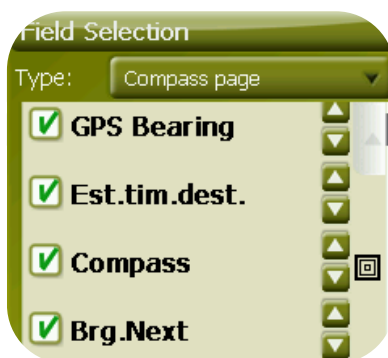 Field Selection
Type: Compass page
GPS Bearing
Est.tim.dest.
Compass
Brg.Next